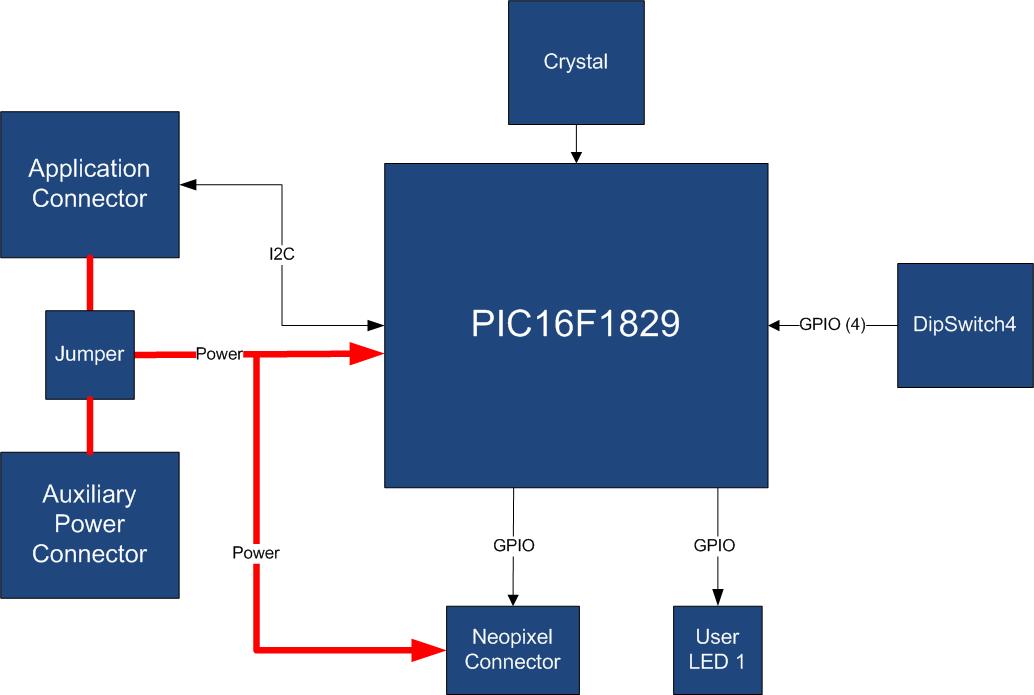 Crystal
Application
Connector
I2C
PIC16F1829
GPIO (4)
DipSwitch4
Jumper
Power
Auxiliary
Power
Connector
Power
GPIO
GPIO
Neopixel
Connector
User
LED 1